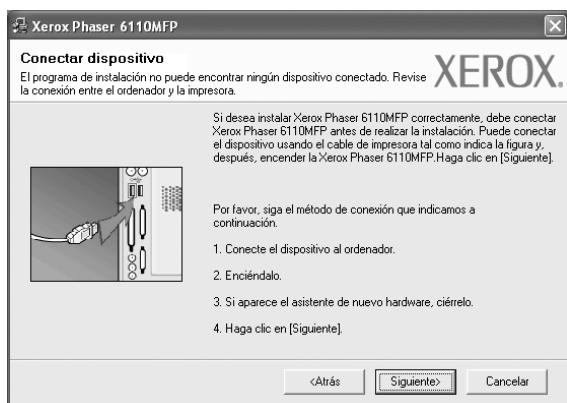 Xerox Phaser 6110MFP
Conectar dispositivo
El programa de instalación no puede encontrar ningún dispositivo conectado. Revise
la conexión entre el ordenador y la impresora.
XEROX.
Si desea instalar Xerox Phaser 6110MFP correctamente, debe conectar
Xerox Phaser 6110MFP antes de realizar la instalación. Puede conectar
el dispositivo usando el cable de impresora tal como indica la figura y,
después, encender la Xerox Phaser 6110MFP.Haga clic en [Siguiente].
Por favor, siga el método de conexión que indicamos a
continuación.
1. Conecte el dispositivo al ordenador.
2. Enciéndalo.
3. Si aparece el asistente de nuevo hardware, ciérrelo.
4. Haga clic en [Siguiente].
<Atrás
Siguiente>
Cancelar